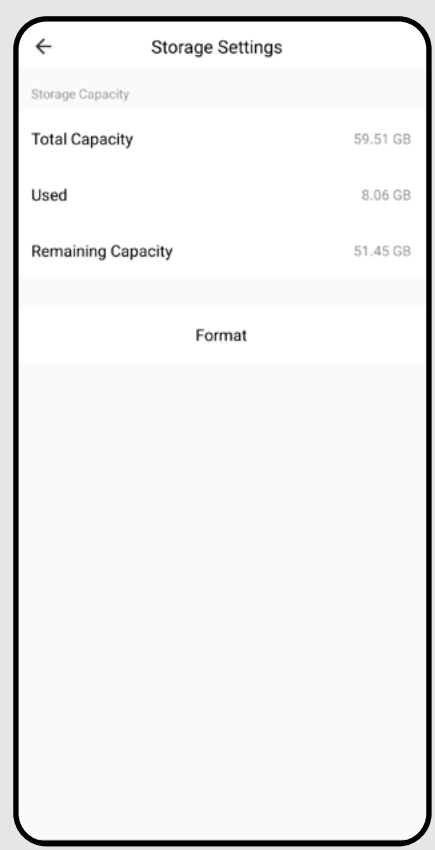 Storage Settings
Storage Capacity
Total Capacity 59.51 GB
Used 8.06 GB
Remaining Capacity 51.45 GB
Format